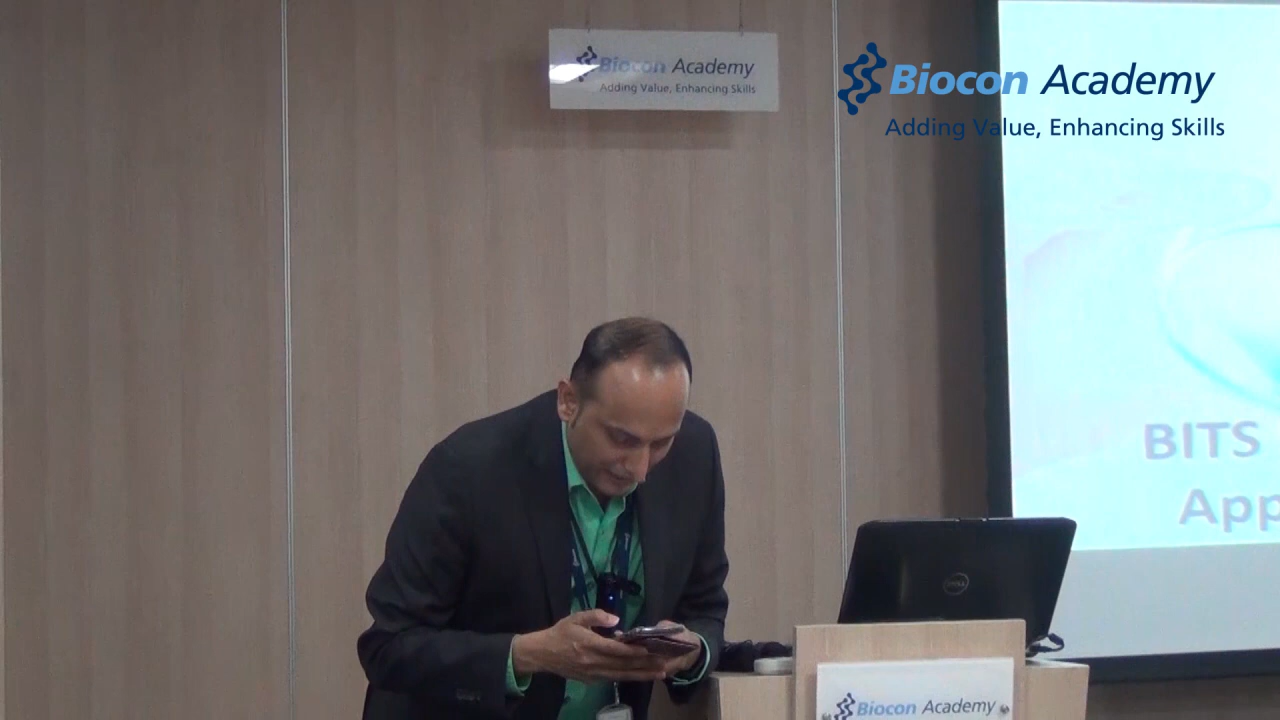 Biocon Academy
Adding Value, Enhancing Skills
Biocon Academy
Adding Value, Enhancing Skills
BITS
App
DELL
Biocon Academy